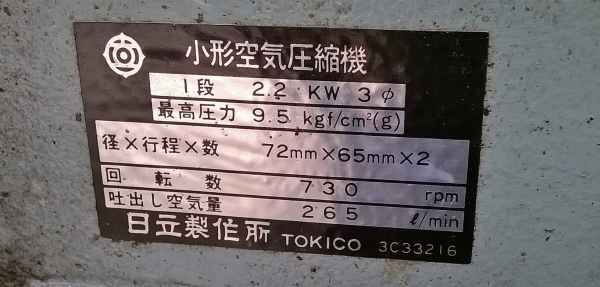 小形空気圧縮機
1段 2.2 KW 3φ
最高圧力 9.5 kgf/cm²(g)
径×行程×数 72mm×65mm×2
回転数 730 rpm
吐出し空気量 265 ℓ/min
日立製作所 TOKICO 3C33216